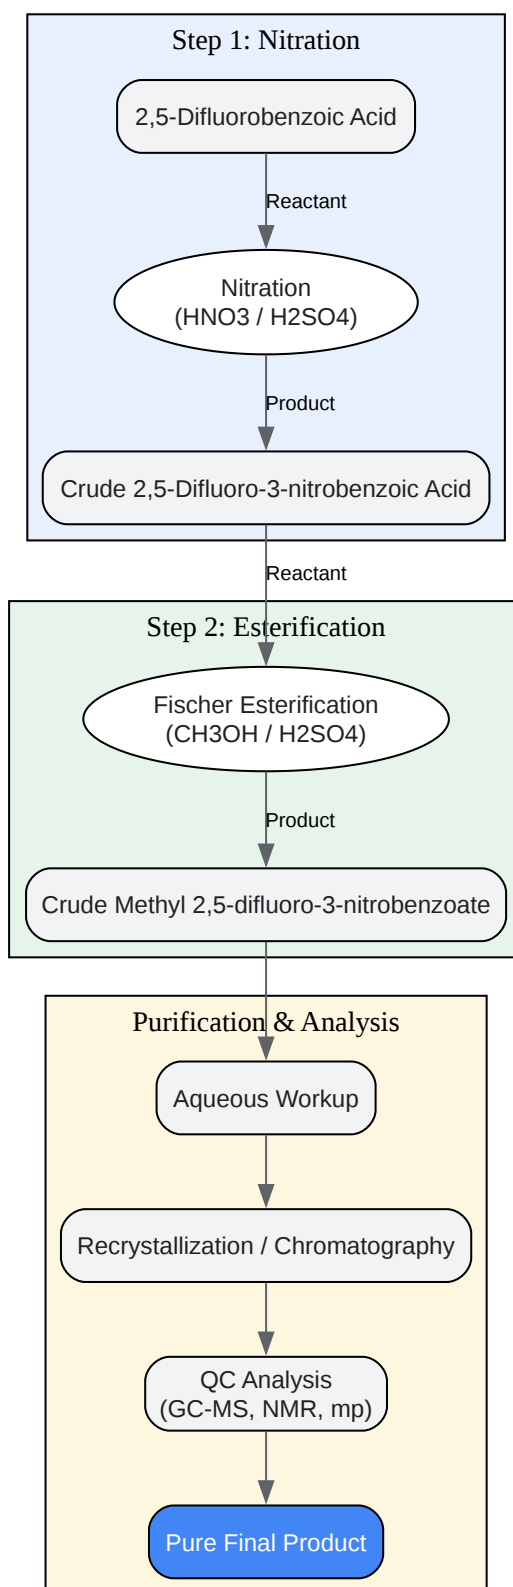 Step 1: Nitration
2,5-Difluorobenzoic Acid
Reactant
Nitration
(HNO3 / H2SO4)
Product
Crude 2,5-Difluoro-3-nitrobenzoic Acid
Reactant
Step 2: Esterification
Fischer Esterification
(CH3OH / H2SO4)
Product
Crude Methyl 2,5-difluoro-3-nitrobenzoate
Purification & Analysis
Aqueous Workup
Recrystallization / Chromatography
QC Analysis
(GC-MS, NMR, mp)
Pure Final Product